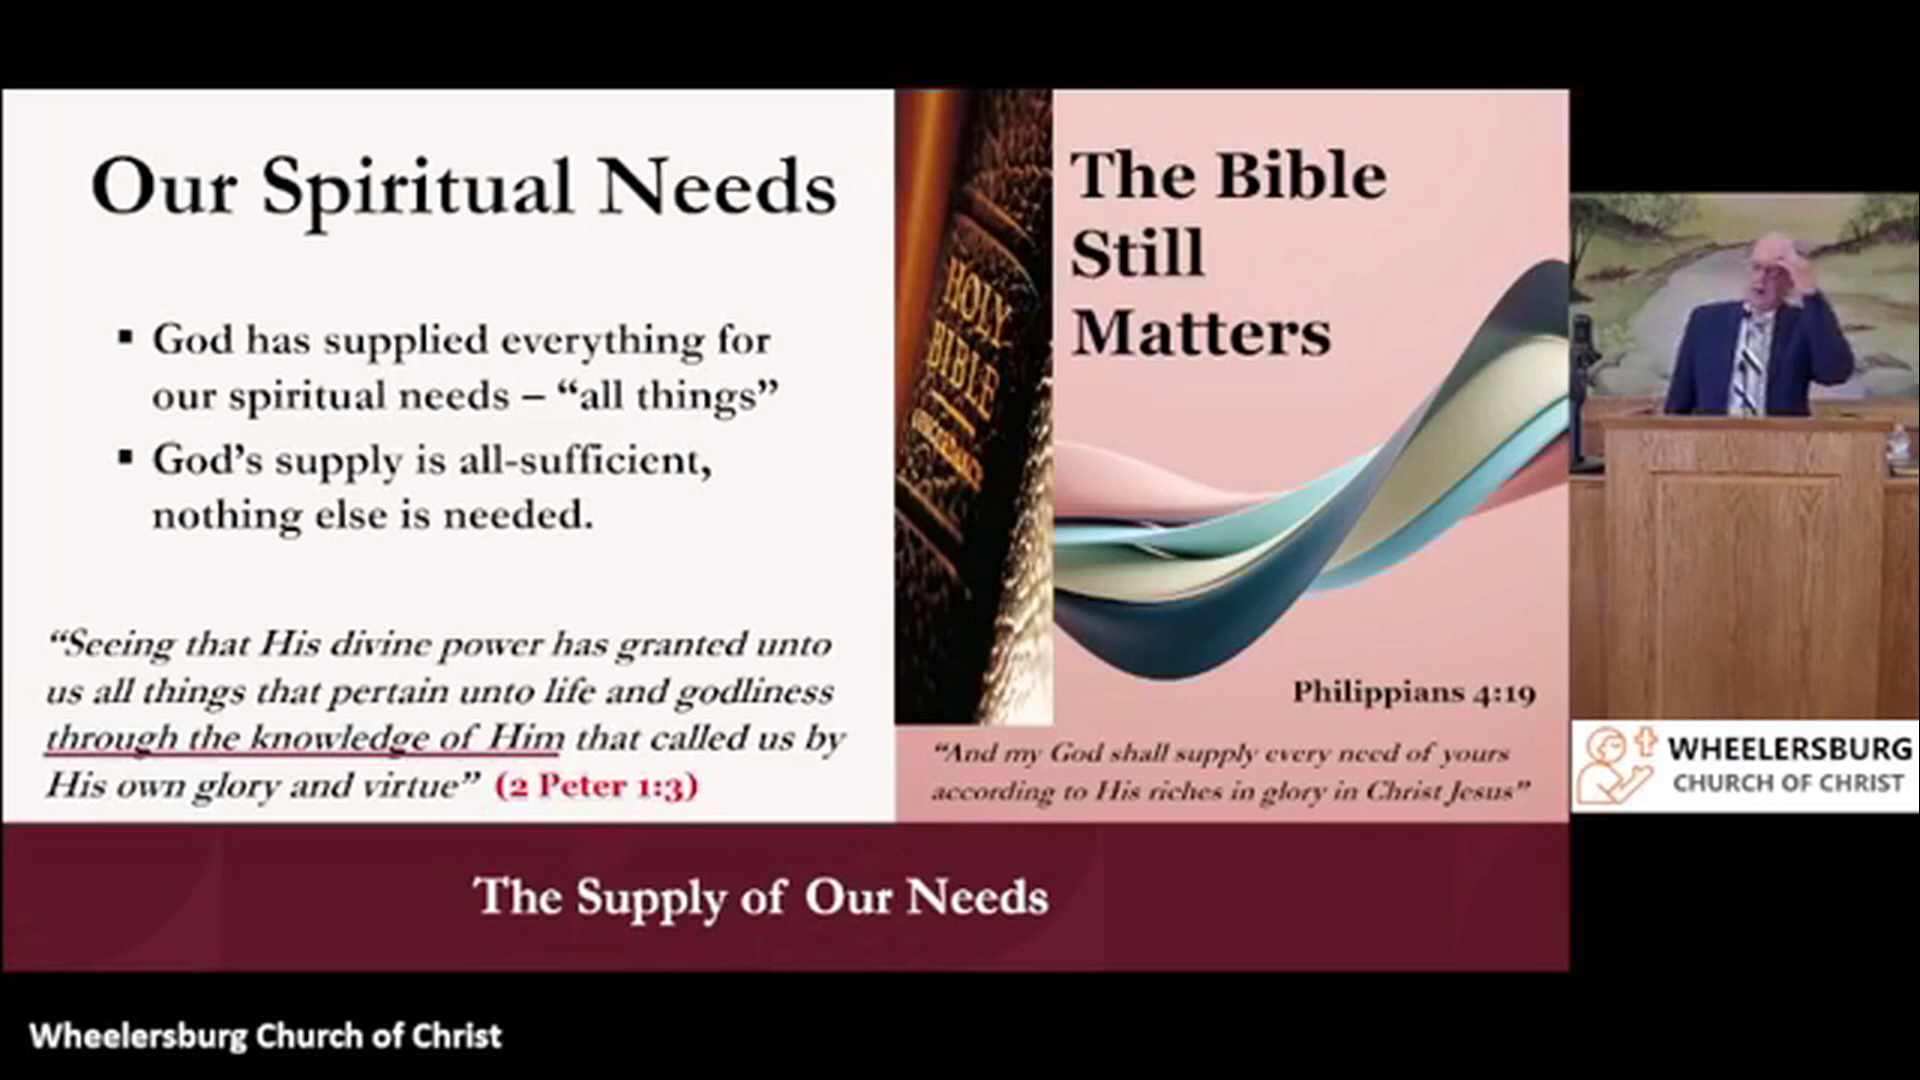 Our Spiritual Needs
▪ God has supplied everything for
our spiritual needs – “all things”
▪ God’s supply is all-sufficient,
nothing else is needed.
“Seeing that His divine power has granted unto
us all things that pertain unto life and godliness
through the knowledge of Him that called us by
His own glory and virtue” (2 Peter 1:3)
HOLY
BIBLE
The Bible
Still
Matters
Philippians 4:19
“And my God shall supply every need of yours
according to His riches in glory in Christ Jesus”
The Supply of Our Needs
WHEELERSBURG
CHURCH OF CHRIST
Wheelersburg Church of Christ